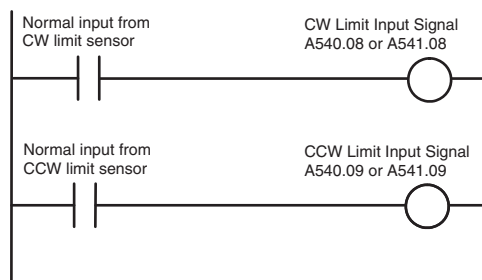 Normal input from
CW limit sensor
CW Limit Input Signal
A540.08 or A541.08
Normal input from
CCW limit sensor
CCW Limit Input Signal
A540.09 or A541.09